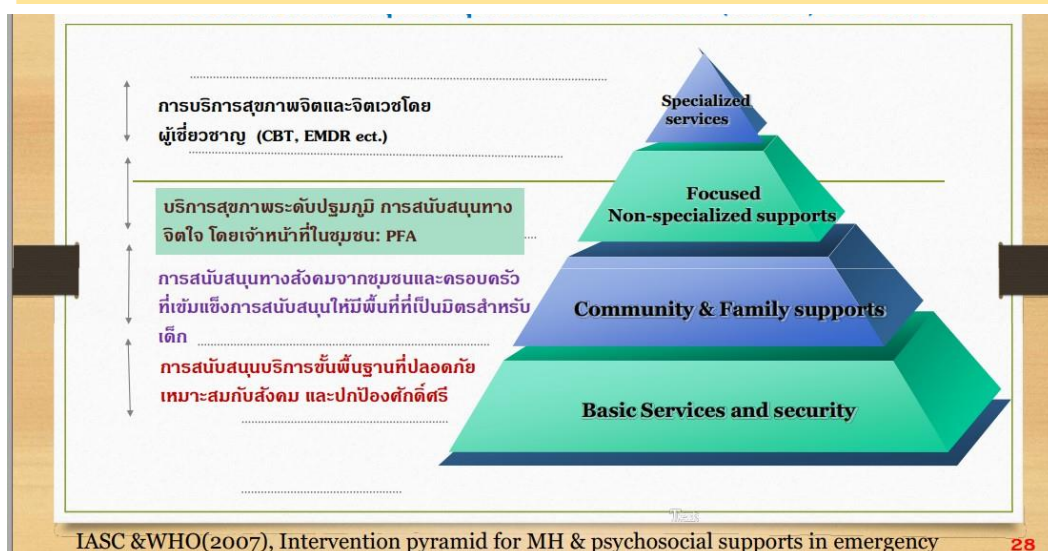 การบริการสุขภาพจิตและจิตเวชโดย
ผู้ชี่ยวชาญ (CBT, EMDR ect.)
Specialized
services
บริการสุขภาพระดับปฐมภูมิ การสนับสนุนทาง
จิตใจ โดยเจ้าหน้าที่ในชุมชน: PFA
Focused
Non-specialized supports
การสนับสนุนทางสังคมจากชุมชนและครอบครัว
ที่เข้มแข็งการสนับสนุนให้มีพื้นที่ที่เป็นมิตรสำหรับ
เด็ก
Community & Family supports
การสนับสนุนบริการขั้นพื้นฐานที่ปลอดภัย
เหมาะสมกับสังคม และปกป้องศักดิ์ศรี
Basic Services and security
Text
IASC &WHO(2007), Intervention pyramid for MH & psychosocial supports in emergency
28